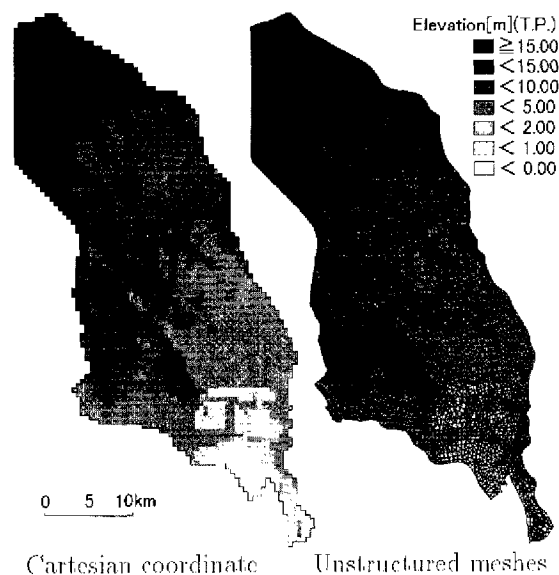 Elevation[m](T.P.)
≧15.00
<15.00
<10.00
< 5.00
< 2.00
< 1.00
< 0.00
0 5 10km
Cartesian coordinate
Unstructured meshes